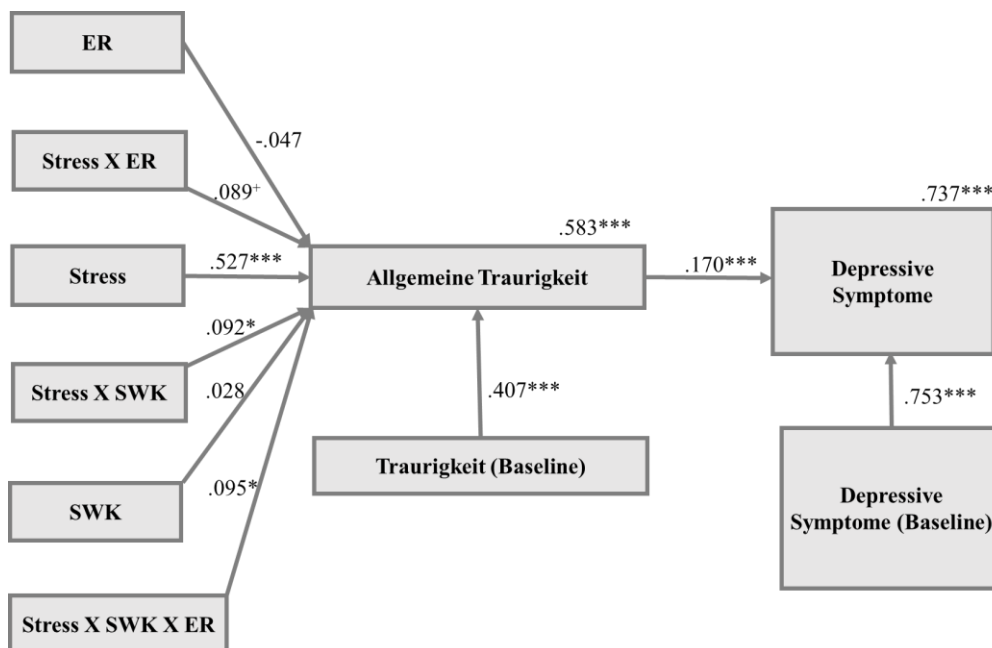 ER
-.047
Stress X ER
.089+
.737***
.583***
Stress
.527***
Allgemeine Traurigkeit
.170***
Depressive
Symptome
.092*
Stress X SWK
.028
.407***
.753***
Traurigkeit (Baseline)
.095*
SWK
Depressive
Symptome (Baseline)
Stress X SWK X ER